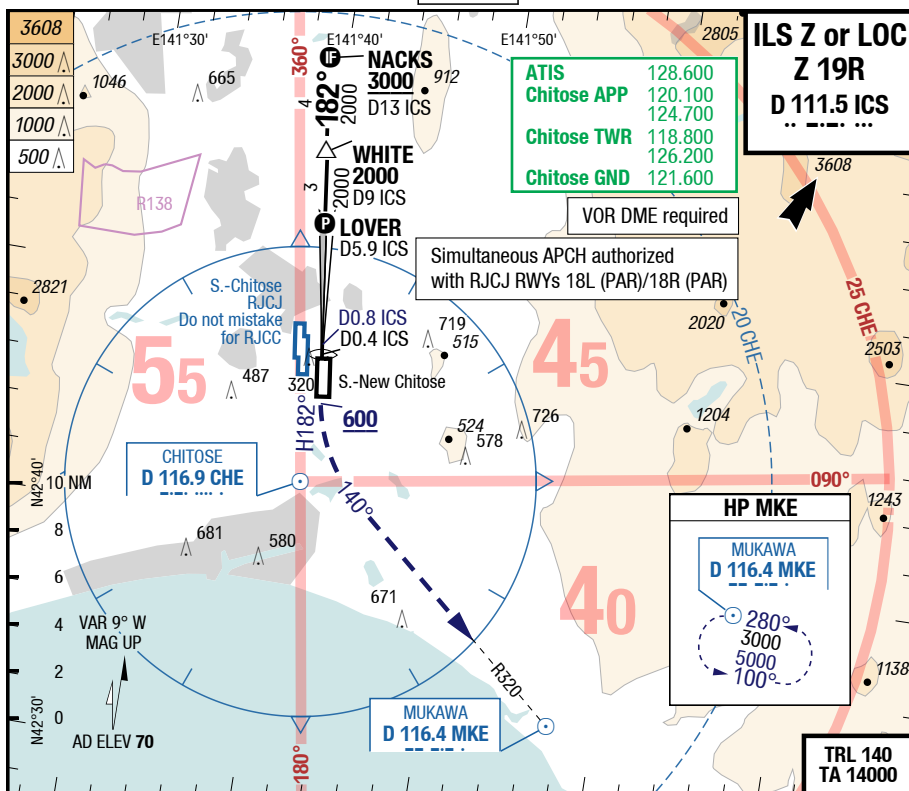 3608
3000
2000
1000
500
E141°30'
E141°40'
E141°50'
2805
ILS Z or LOC
Z 19R
D 111.5 ICS
360°
IF
NACKS
3000
D13 ICS
912
1046
665
4
182°
2000
ATIS 128.600
Chitose APP 120.100
124.700
Chitose TWR 118.800
126.200
Chitose GND 121.600
WHITE
2000
D9 ICS
3
2000
3608
R138
VOR DME required
P
LOVER
D5.9 ICS
Simultaneous APCH authorized
with RJCJ RWYs 18L (PAR)/18R (PAR)
2821
S.-Chitose
RJCJ
Do not mistake
for RJCC
D0.8 ICS
D0.4 ICS
719
515
2020
20 CHE
25 CHE
2503
55
45
487
320
S.-New Chitose
H182°
600
524
578
726
1204
CHITOSE
D 116.9 CHE
N42°40'
10 NM
140°
090°
8
6
4
2
0
681
580
671
1243
HP MKE
MUKAWA
D 116.4 MKE
280°
3000
5000
100°
40
VAR 9° W
MAG UP
AD ELEV 70
N42°30'
R320
1138
MUKAWA
D 116.4 MKE
180°
TRL 140
TA 14000